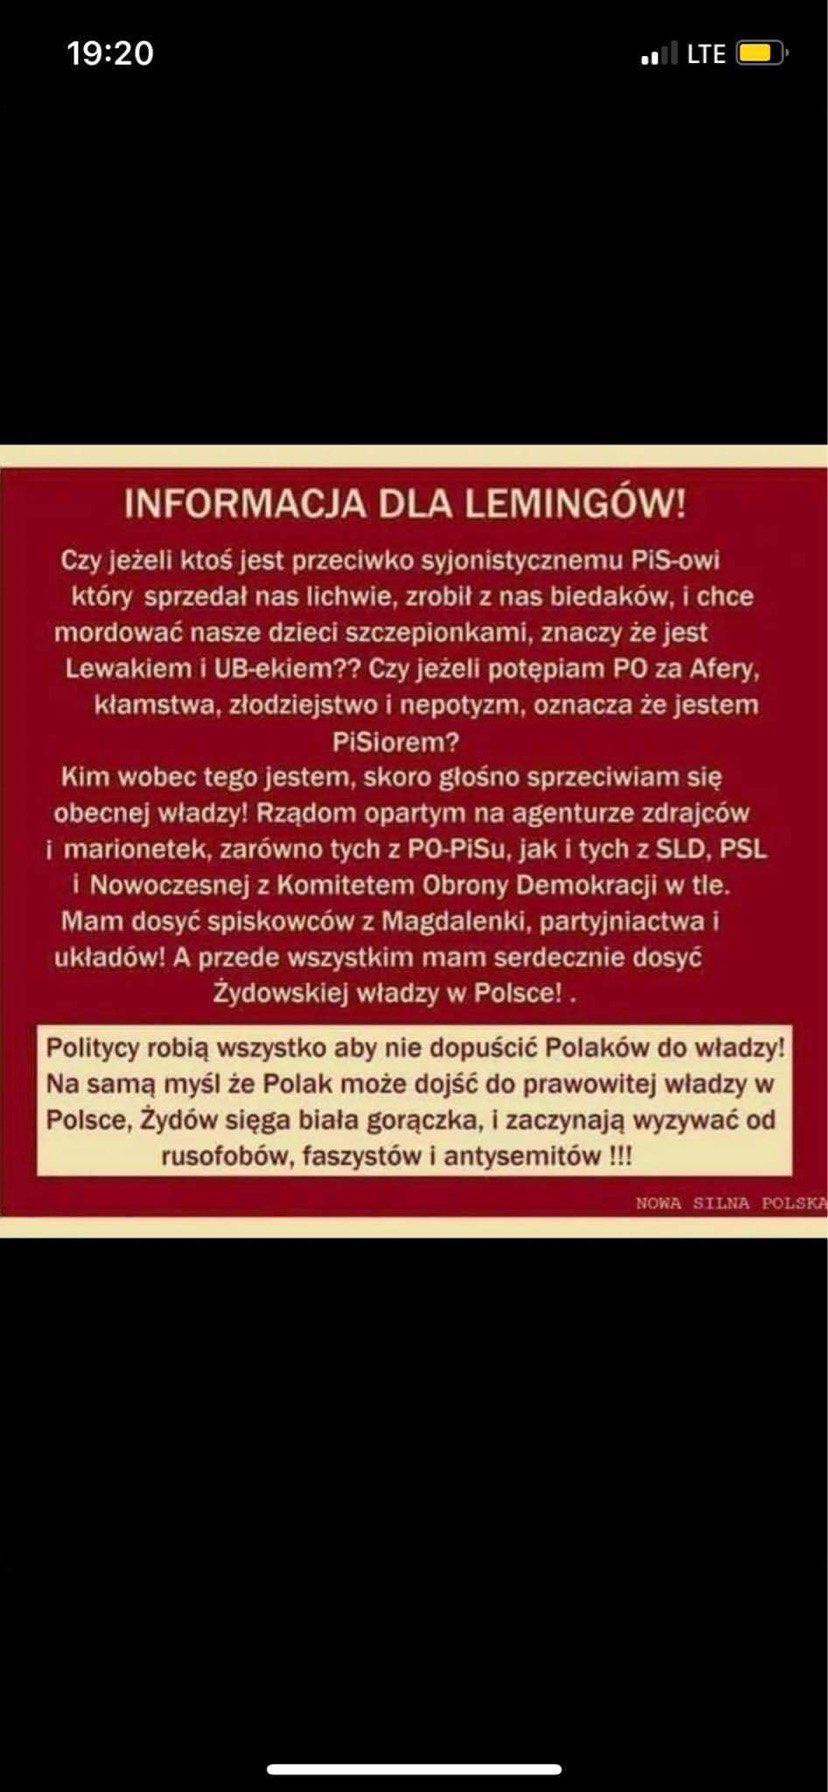 19:20
LTE
INFORMACJA DLA LEMINGÓW!
Czy jeżeli ktoś jest przeciwko syjonistycznemu PiS-owi
który sprzedał nas lichwie, zrobił z nas biedaków, i chce
mordować nasze dzieci szczepionkami, znaczy że jest
Lewakiem i UB-ekiem?? Czy jeżeli potępiam PO za Afery,
kłamstwa, złodziejstwo i nepotyzm, oznacza że jestem
PiSiorem?
Kim wobec tego jestem, skoro głośno sprzeciwiam się
obecnej władzy! Rządom opartym na agenturze zdrajców
i marionetek, zarówno tych z PO-PiSu, jak i tych z SLD, PSL
i Nowoczesnej z Komitetem Obrony Demokracji w tle.
Mam dosyć spiskowców z Magdalenki, partyjniactwa i
układów! A przede wszystkim mam serdecznie dosyć
Żydowskiej władzy w Polsce! .
Politycy robią wszystko aby nie dopuścić Polaków do władzy!
Na samą myśl że Polak może dojść do prawowitej władzy w
Polsce, Żydów sięga biała gorączka, i zaczynają wyzywać od
rusofobów, faszystów i antysemitów !!!
NOWA SILNA POLSKA